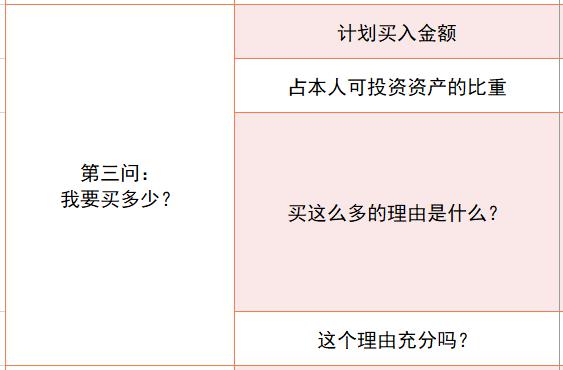 第三问：
我要买多少？
计划买入金额
占本人可投资资产的比重
买这么多的理由是什么？
这个理由充分吗？